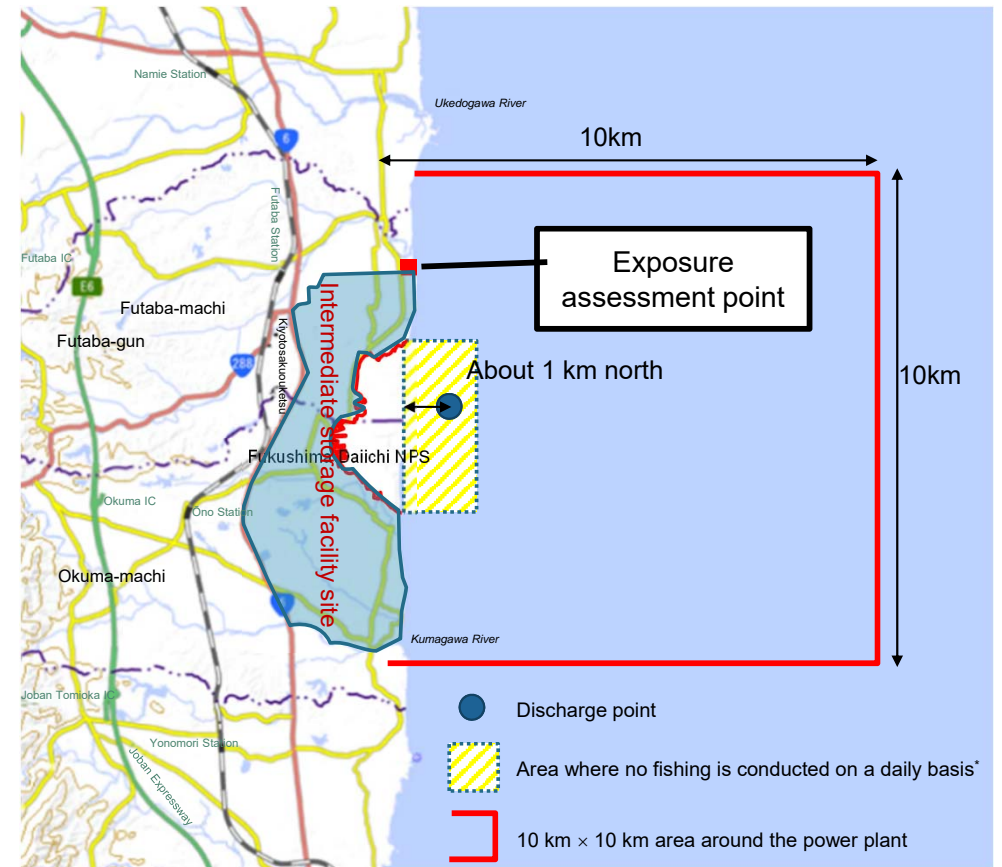 Namie Station
Ukedogawa River
6
10km
Futaba Station
Exposure
assessment point
Futaba IC
E6
Futaba-machi
Futaba-gun
Kiyotosakuouketsu
288
About 1 km north
10km
Intermediate storage facility site
Fukushima Daiichi NPS
Okuma IC
Ono Station
Okuma-machi
6
Kumagawa River
Joban Tomioka IC
Discharge point
Yonomori Station
Joban Expressway
Area where no fishing is conducted on a daily basis*
10 km × 10 km area around the power plant